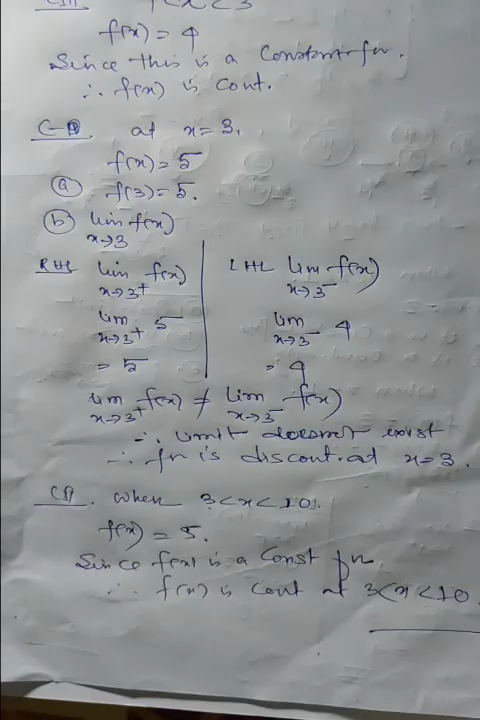 f(x) = 4
Since this is a Constant fn.
∴ f(x) is Cont.
at x = 3,
f(x) = 5
(a) f(3) = 5.
(b) lim f(x)
x→3
RHL lim f(x)
x→3⁺
lim 5
x→3⁺
= 5
LHL lim f(x)
x→3⁻
lim 4
x→3⁻
= 4
lim f(x) ≠ lim f(x)
x→3⁺ x→3⁻
∴ limit doesnot exist
∴ fn is discont. at x = 3.
when 3 < x < 10.
f(x) = 5.
Since f(x) is a Const fn
∴ f(x) is cont at 3 < x < 10.